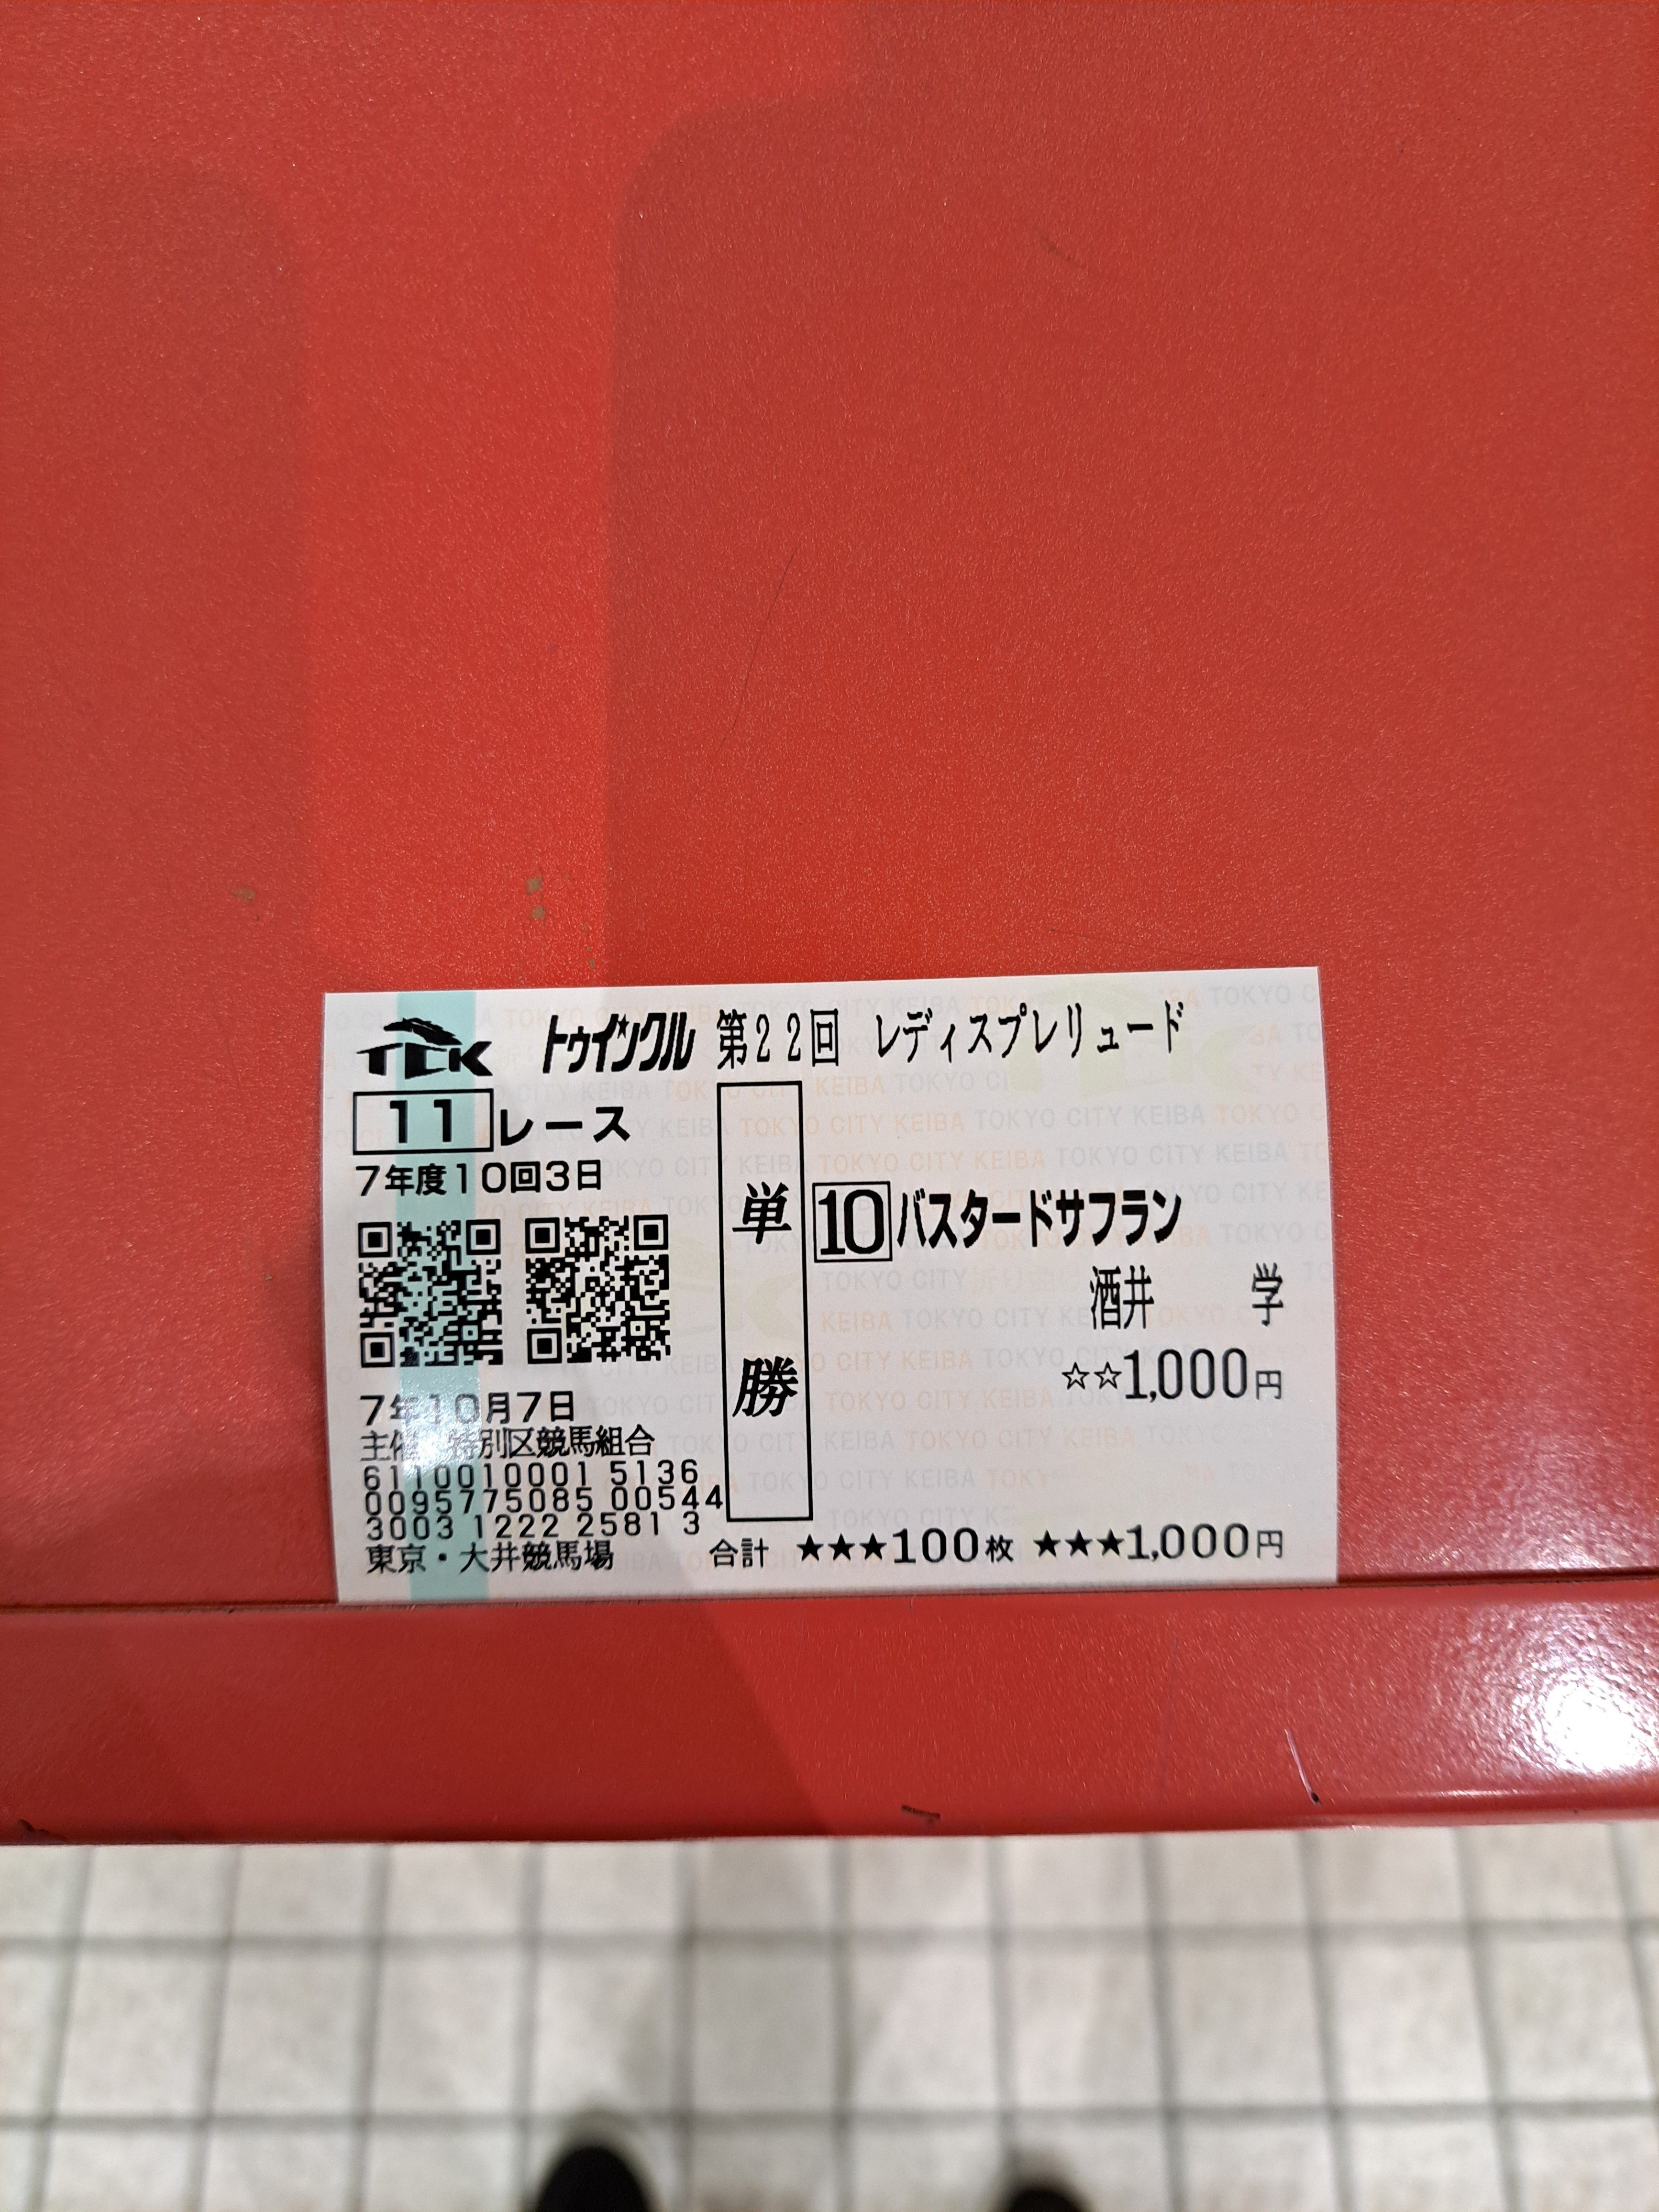 TCK トゥインクル 第22回 レディスプレリュード
11 レース
7年度10回3日
単勝
10 バスタードサフラン
酒井 学
☆☆1,000円
7年10月7日
主催 特別区競馬組合
6110010001 5136
0095775085 00544
3003 1222 2581 3
東京・大井競馬場
合計 ★★★100枚 ★★★1,000円
TOKYO CITY KEIBA